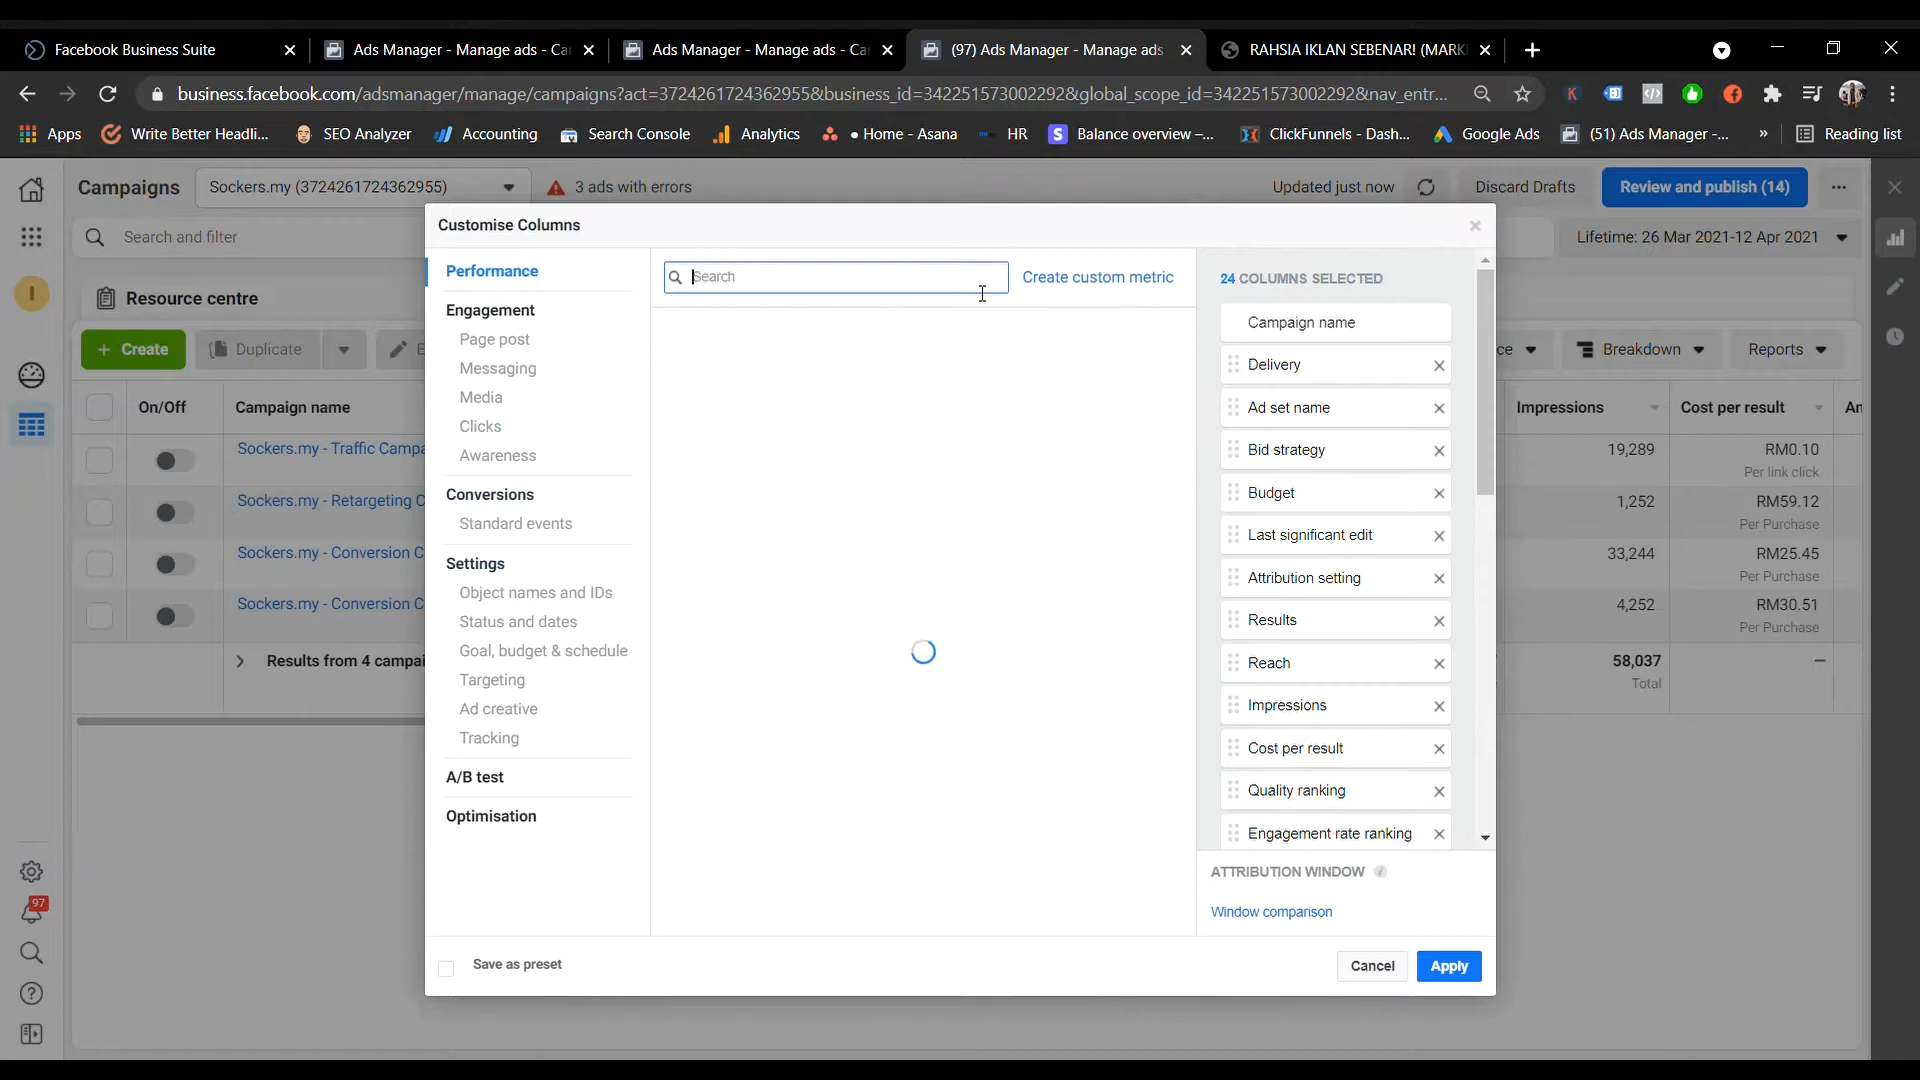 Facebook Business Suite
Ads Manager - Manage ads - Ca
Ads Manager - Manage ads - Ca
(97) Ads Manager - Manage ads
RAHSIA IKLAN SEBENAR! (MARK
business.facebook.com/adsmanager/manage/campaigns?act=3724261724362955&business_id=342251573002292&global_scope_id=342251573002292&nav_entr...
Apps
Write Better Headli...
SEO Analyzer
Accounting
Search Console
Analytics
• Home - Asana
HR
Balance overview –...
ClickFunnels - Dash...
Google Ads
(51) Ads Manager -...
»
Reading list
Campaigns
Sockers.my (3724261724362955)
3 ads with errors
Updated just now
Discard Drafts
Review and publish (14)
Search and filter
Lifetime: 26 Mar 2021-12 Apr 2021
Resource centre
+ Create
Duplicate
E
ce
Breakdown
Reports
On/Off
Campaign name
Impressions
Cost per result
An
Sockers.my - Traffic Campa
19,289
RM0.10
Per link click
Sockers.my - Retargeting C
1,252
RM59.12
Per Purchase
Sockers.my - Conversion C
33,244
RM25.45
Per Purchase
Sockers.my - Conversion C
4,252
RM30.51
Per Purchase
Results from 4 campai
58,037
Total
–
I
97
Customise Columns
Performance
Engagement
Page post
Messaging
Media
Clicks
Awareness
Conversions
Standard events
Settings
Object names and IDs
Status and dates
Goal, budget & schedule
Targeting
Ad creative
Tracking
A/B test
Optimisation
Search
Create custom metric
24 COLUMNS SELECTED
Campaign name
Delivery
Ad set name
Bid strategy
Budget
Last significant edit
Attribution setting
Results
Reach
Impressions
Cost per result
Quality ranking
Engagement rate ranking
ATTRIBUTION WINDOW
Window comparison
Save as preset
Cancel
Apply